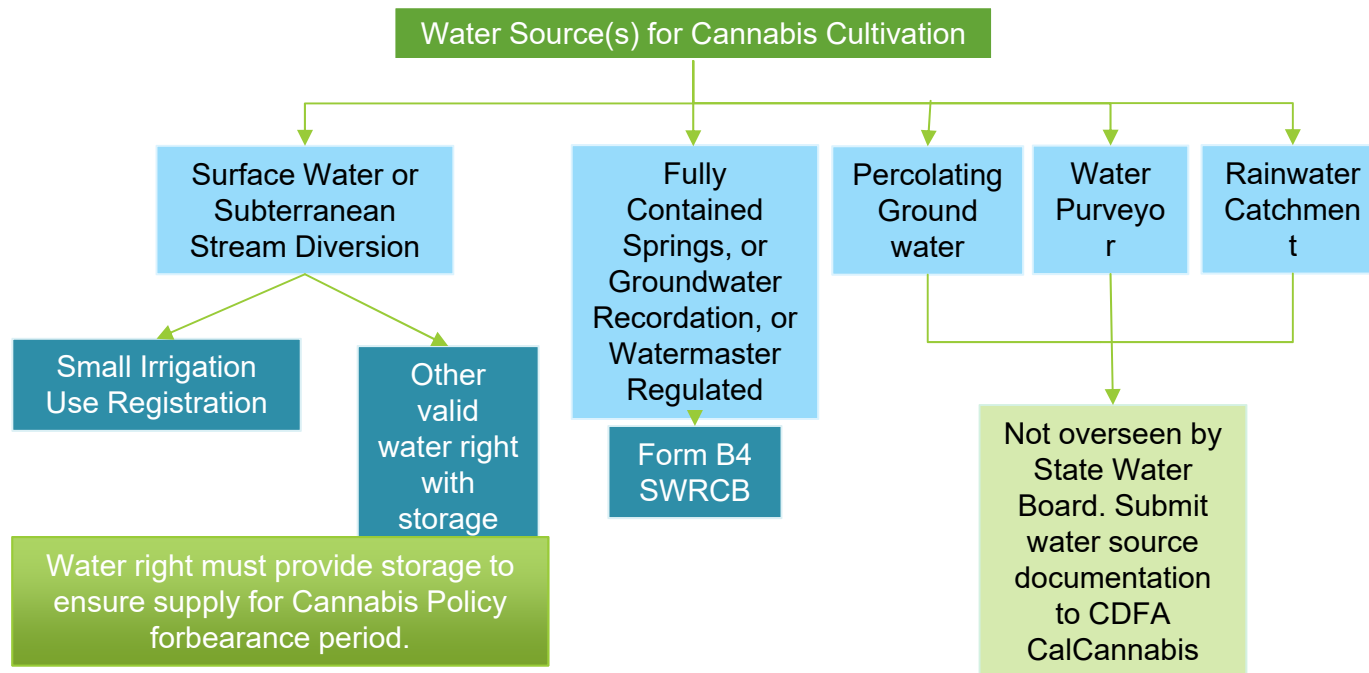 Water Source(s) for Cannabis Cultivation
Surface Water or
Subterranean
Stream Diversion
Fully
Contained
Springs, or
Groundwater
Recordation, or
Watermaster
Regulated
Percolating
Ground
water
Water
Purveyo
r
Rainwater
Catchmen
t
Small Irrigation
Use Registration
Other
valid
water right
with
storage
Form B4
SWRCB
Water right must provide storage to
ensure supply for Cannabis Policy
forbearance period.
Not overseen by
State Water
Board. Submit
water source
documentation
to CDFA
CalCannabis